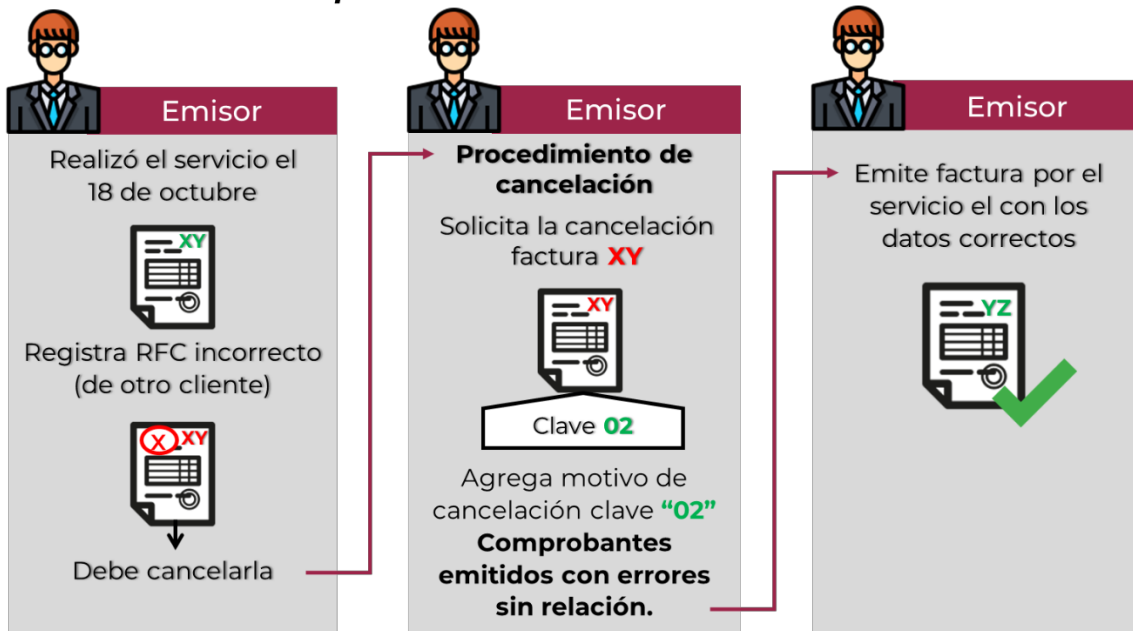 Emisor
Realizó el servicio el
18 de octubre
XY
Registra RFC incorrecto
(de otro cliente)
X XY
Debe cancelarla
Emisor
Procedimiento de
cancelación
Solicita la cancelación
factura XY
XY
Clave 02
Agrega motivo de
cancelación clave “02”
Comprobantes
emitidos con errores
sin relación.
Emisor
Emite factura por el
servicio el con los
datos correctos
YZ